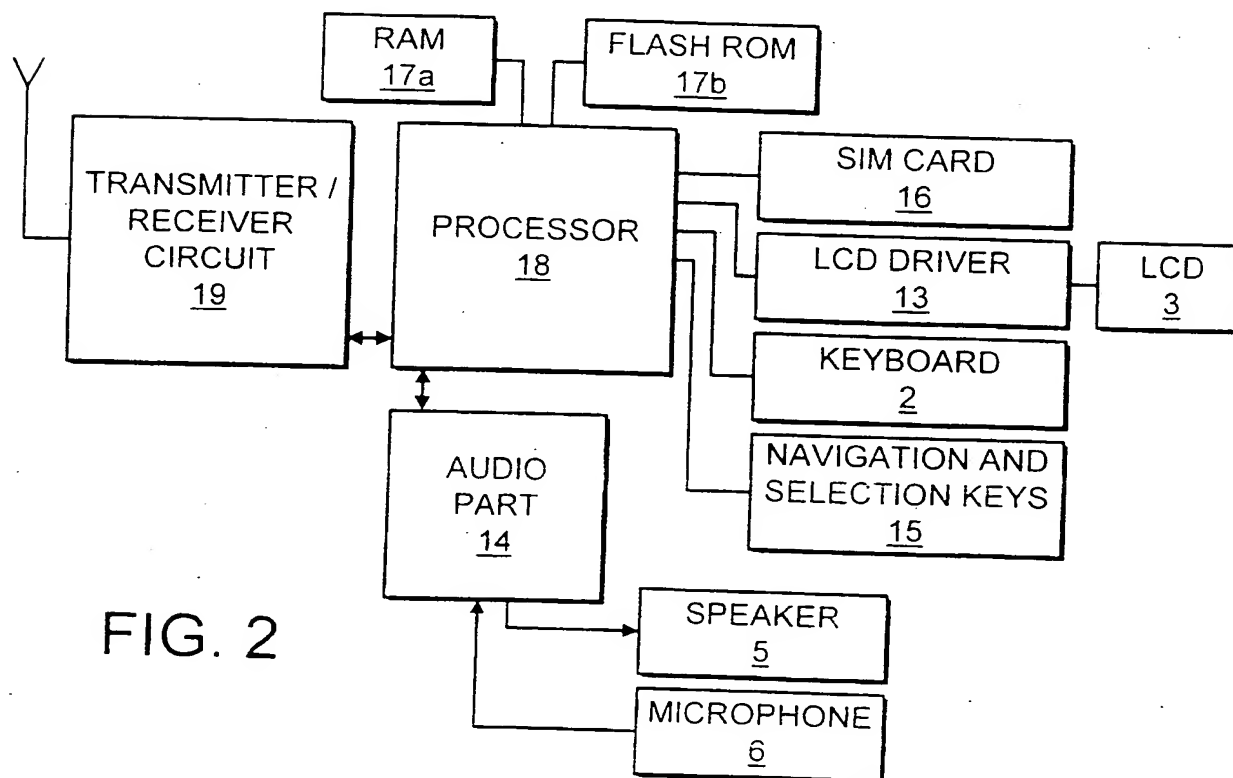 RAM
17a
FLASH ROM
17b
TRANSMITTER /
RECEIVER
CIRCUIT
19
PROCESSOR
18
SIM CARD
16
LCD DRIVER
13
LCD
3
KEYBOARD
2
NAVIGATION AND
SELECTION KEYS
15
AUDIO
PART
14
SPEAKER
5
MICROPHONE
6
FIG. 2